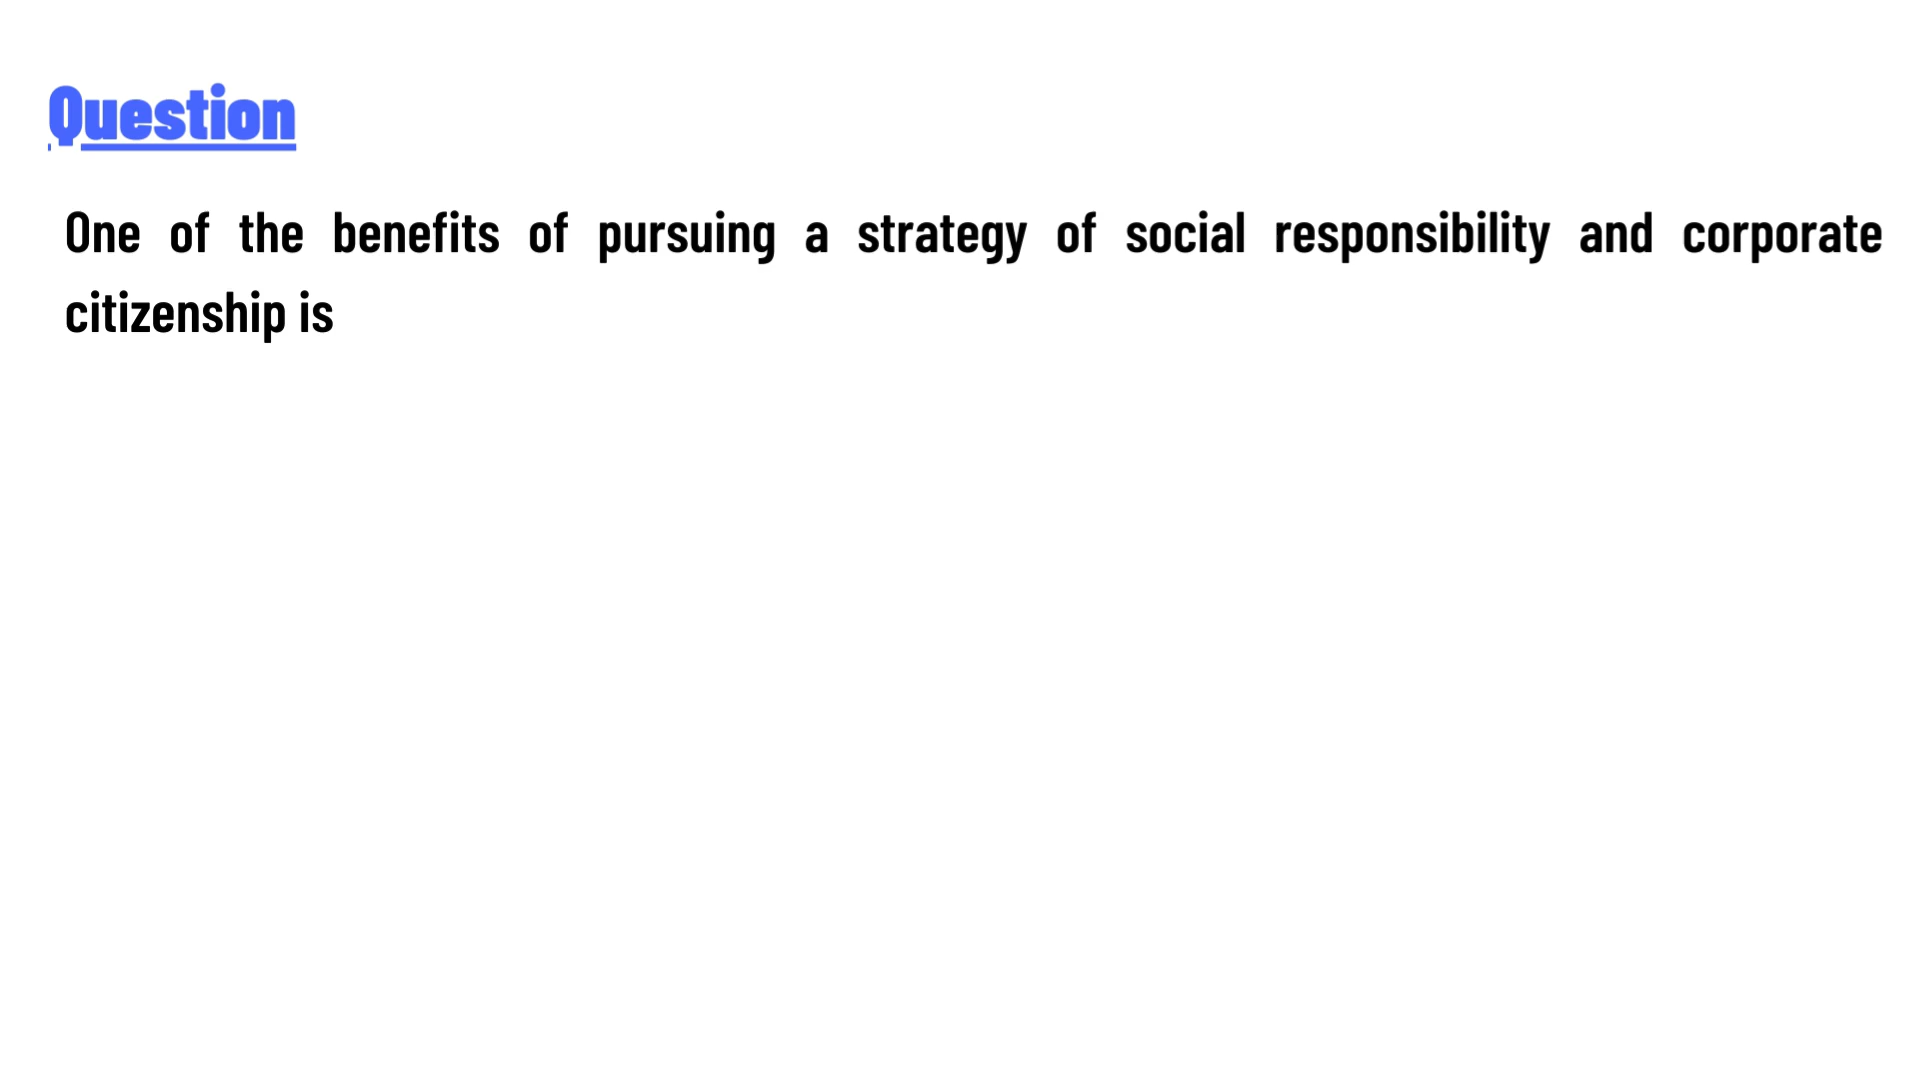 Question
One of the benefits of pursuing a strategy of social responsibility and corporate
citizenship is